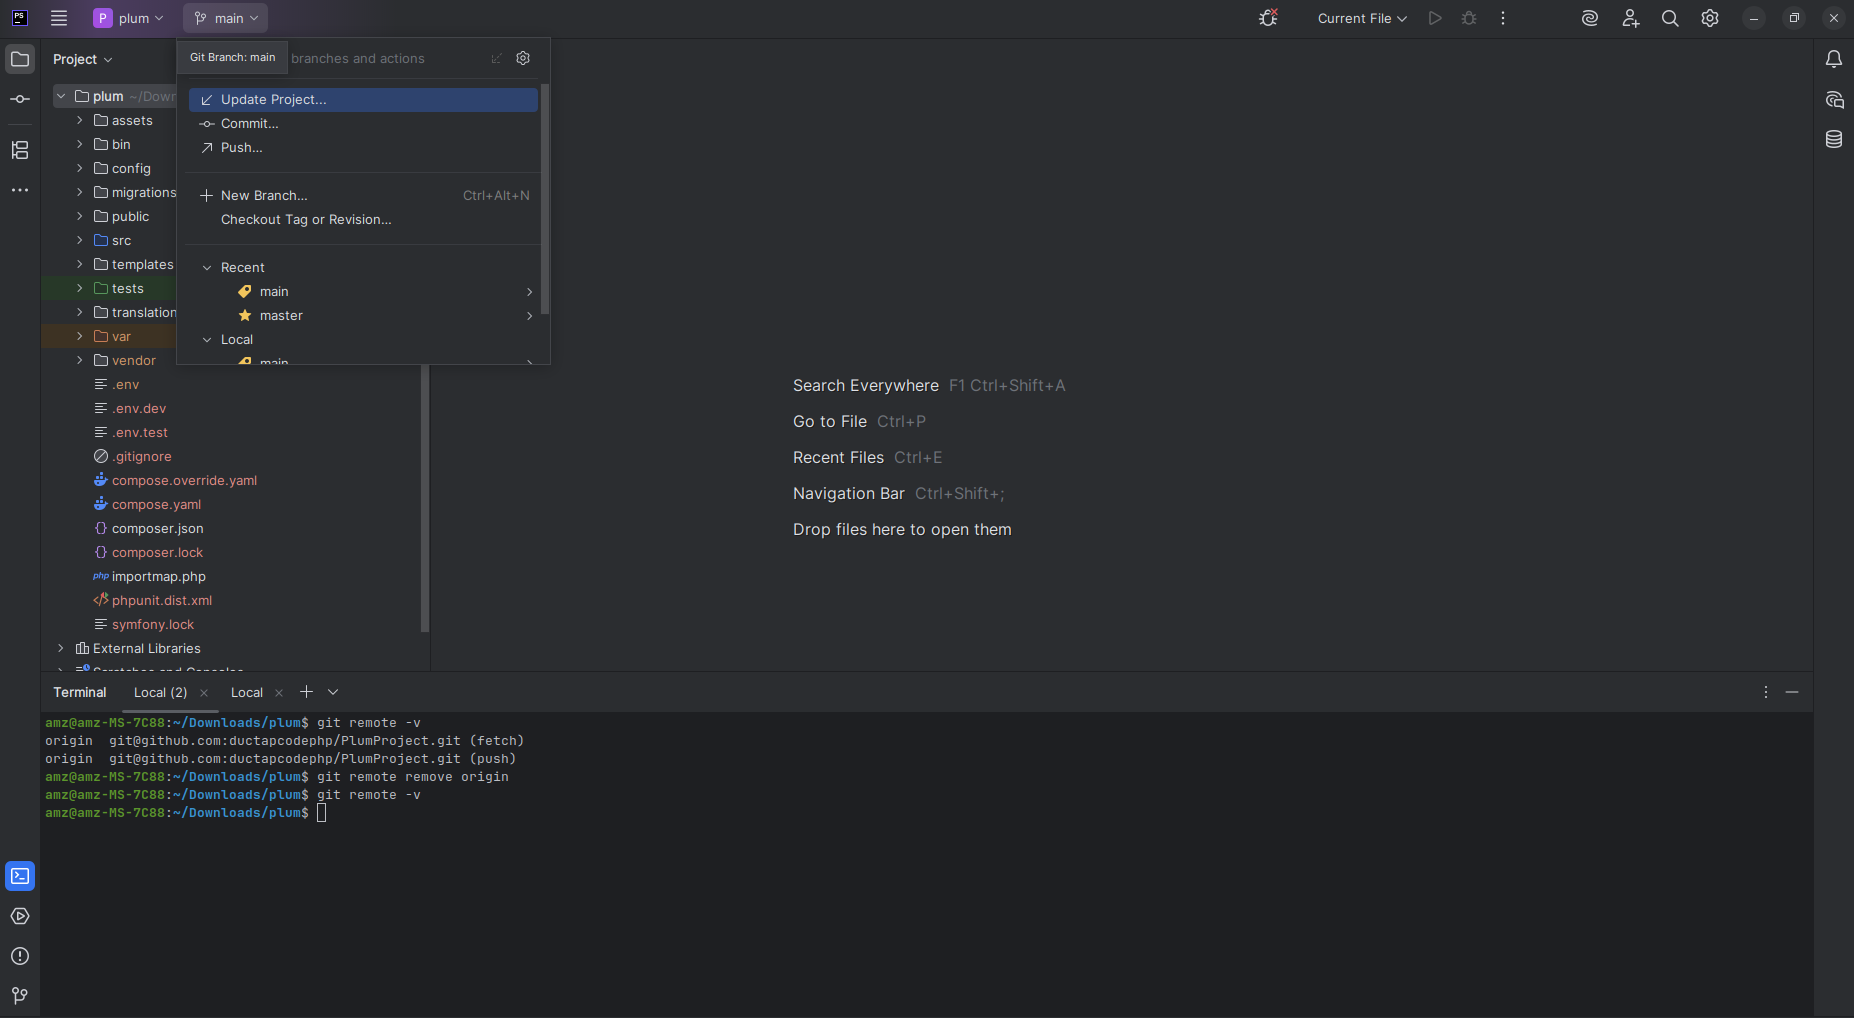 PS
P plum
main
Current File
Project
Git Branch: main
branches and actions
plum ~/Down
Update Project...
Commit...
Push...
New Branch... Ctrl+Alt+N
Checkout Tag or Revision...
Recent
main
master
Local
main
assets
bin
config
migrations
public
src
templates
tests
translation
var
vendor
.env
.env.dev
.env.test
.gitignore
compose.override.yaml
compose.yaml
composer.json
composer.lock
php importmap.php
phpunit.dist.xml
symfony.lock
External Libraries
Scratches and Consoles
Search Everywhere F1 Ctrl+Shift+A
Go to File Ctrl+P
Recent Files Ctrl+E
Navigation Bar Ctrl+Shift+;
Drop files here to open them
Terminal Local (2) Local
amz@amz-MS-7C88:~/Downloads/plum$ git remote -v
origin  git@github.com:ductapcodephp/PlumProject.git (fetch)
origin  git@github.com:ductapcodephp/PlumProject.git (push)
amz@amz-MS-7C88:~/Downloads/plum$ git remote remove origin
amz@amz-MS-7C88:~/Downloads/plum$ git remote -v
amz@amz-MS-7C88:~/Downloads/plum$